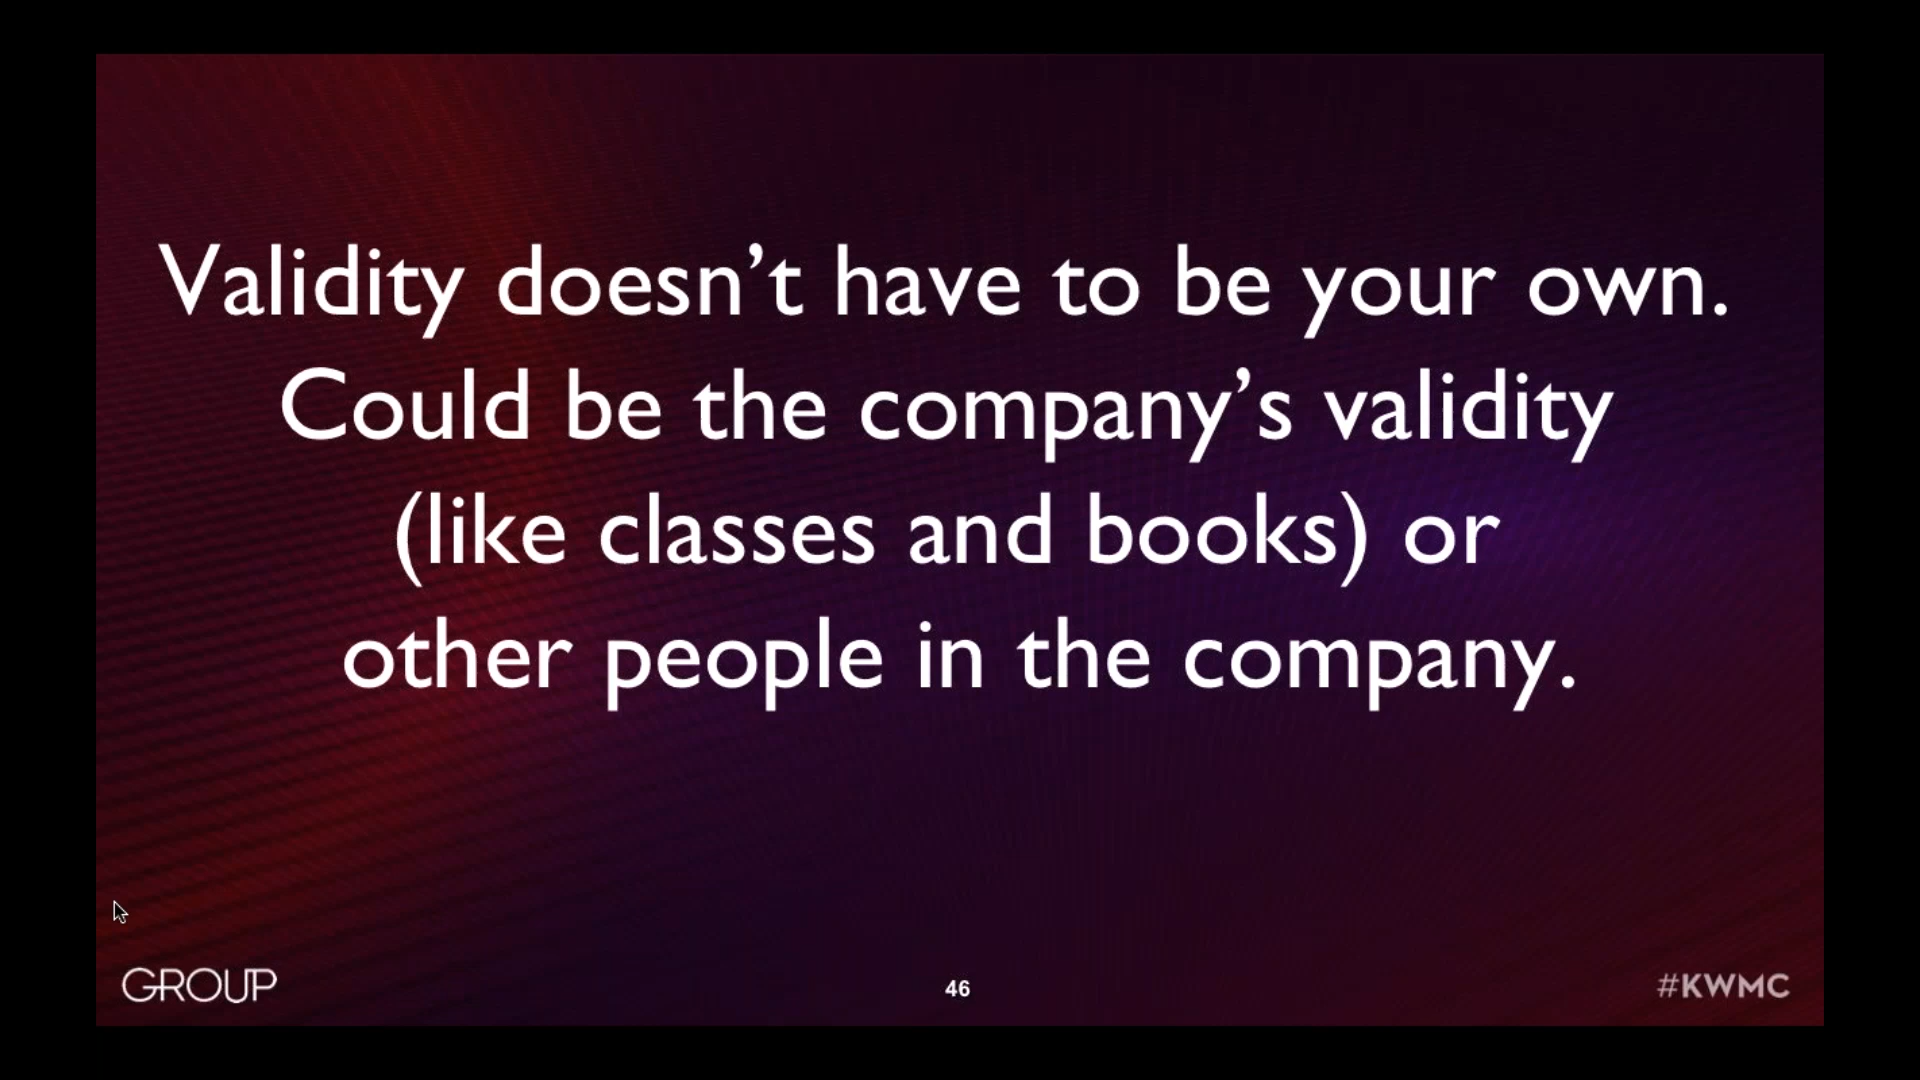 Validity doesn’t have to be your own.
Could be the company’s validity
(like classes and books) or
other people in the company.
GROUP
46
#KWMC